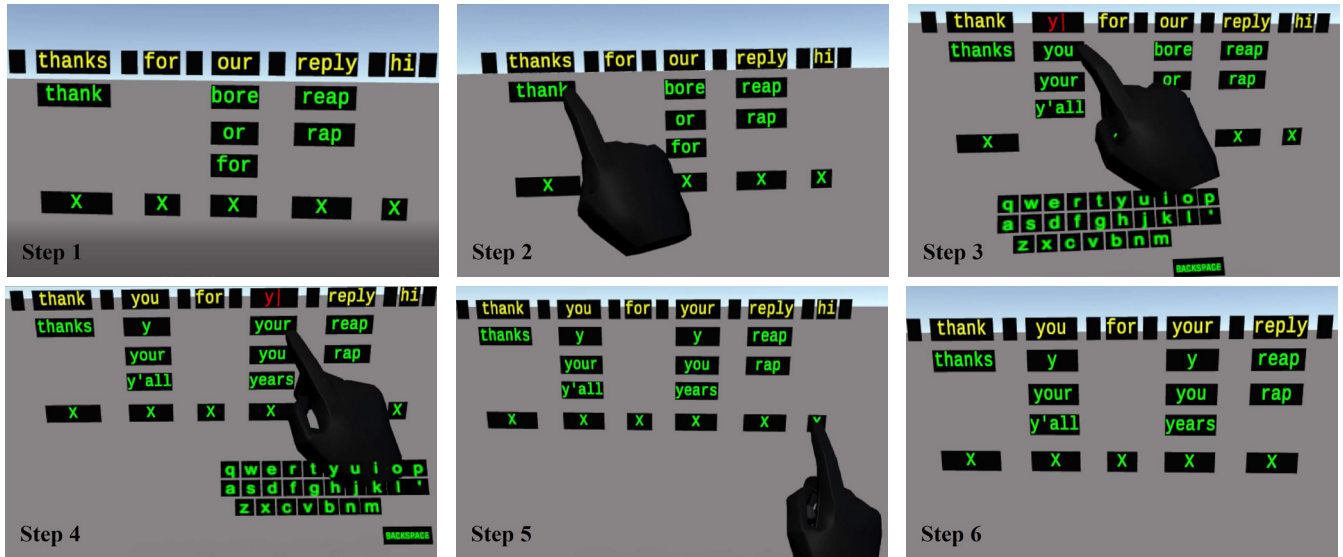 thanks for our reply hi
thank bore reap
or rap
for
X X X X X
Step 1
thanks for our reply hi
thank bore reap
or rap
for
X X X X
Step 2
thank y| for our reply hi
thanks you bore reap
your or rap
y'all
X X X
q w e r t y u i o p
a s d f g h j k l '
z x c v b n m
BACKSPACE
Step 3
thank you for y| reply hi
thanks y your reap
your you rap
y'all years
X X X X X
q w e r t y u i o p
a s d f g h j k l '
z x c v b n m
BACKSPACE
Step 4
thank you for your reply hi
thanks y y reap
your you rap
y'all years
X X X X X
Step 5
thank you for your reply
thanks y y reap
your you rap
y'all years
X X X X X
Step 6